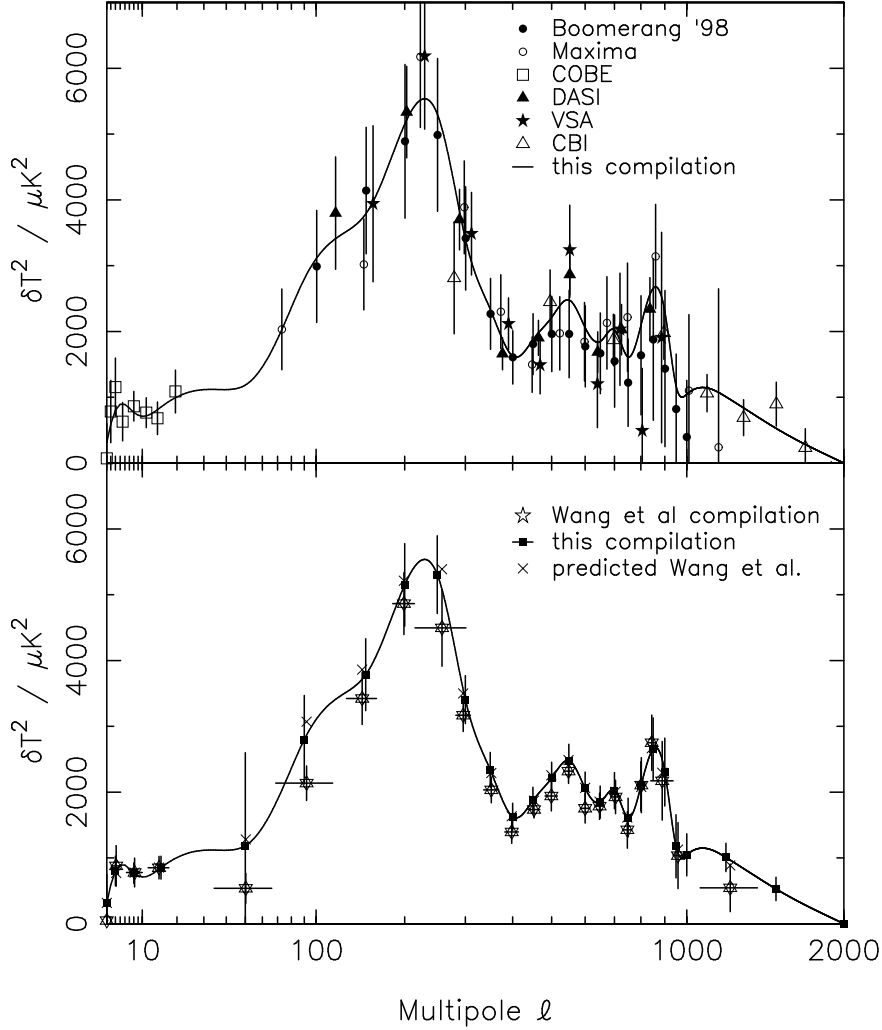 Boomerang '98
Maxima
COBE
DASI
VSA
CBI
this compilation
δT² / μK²
6000
4000
2000
0
Wang et al compilation
this compilation
predicted Wang et al.
δT² / μK²
6000
4000
2000
0
10 100 1000 2000
Multipole ℓ